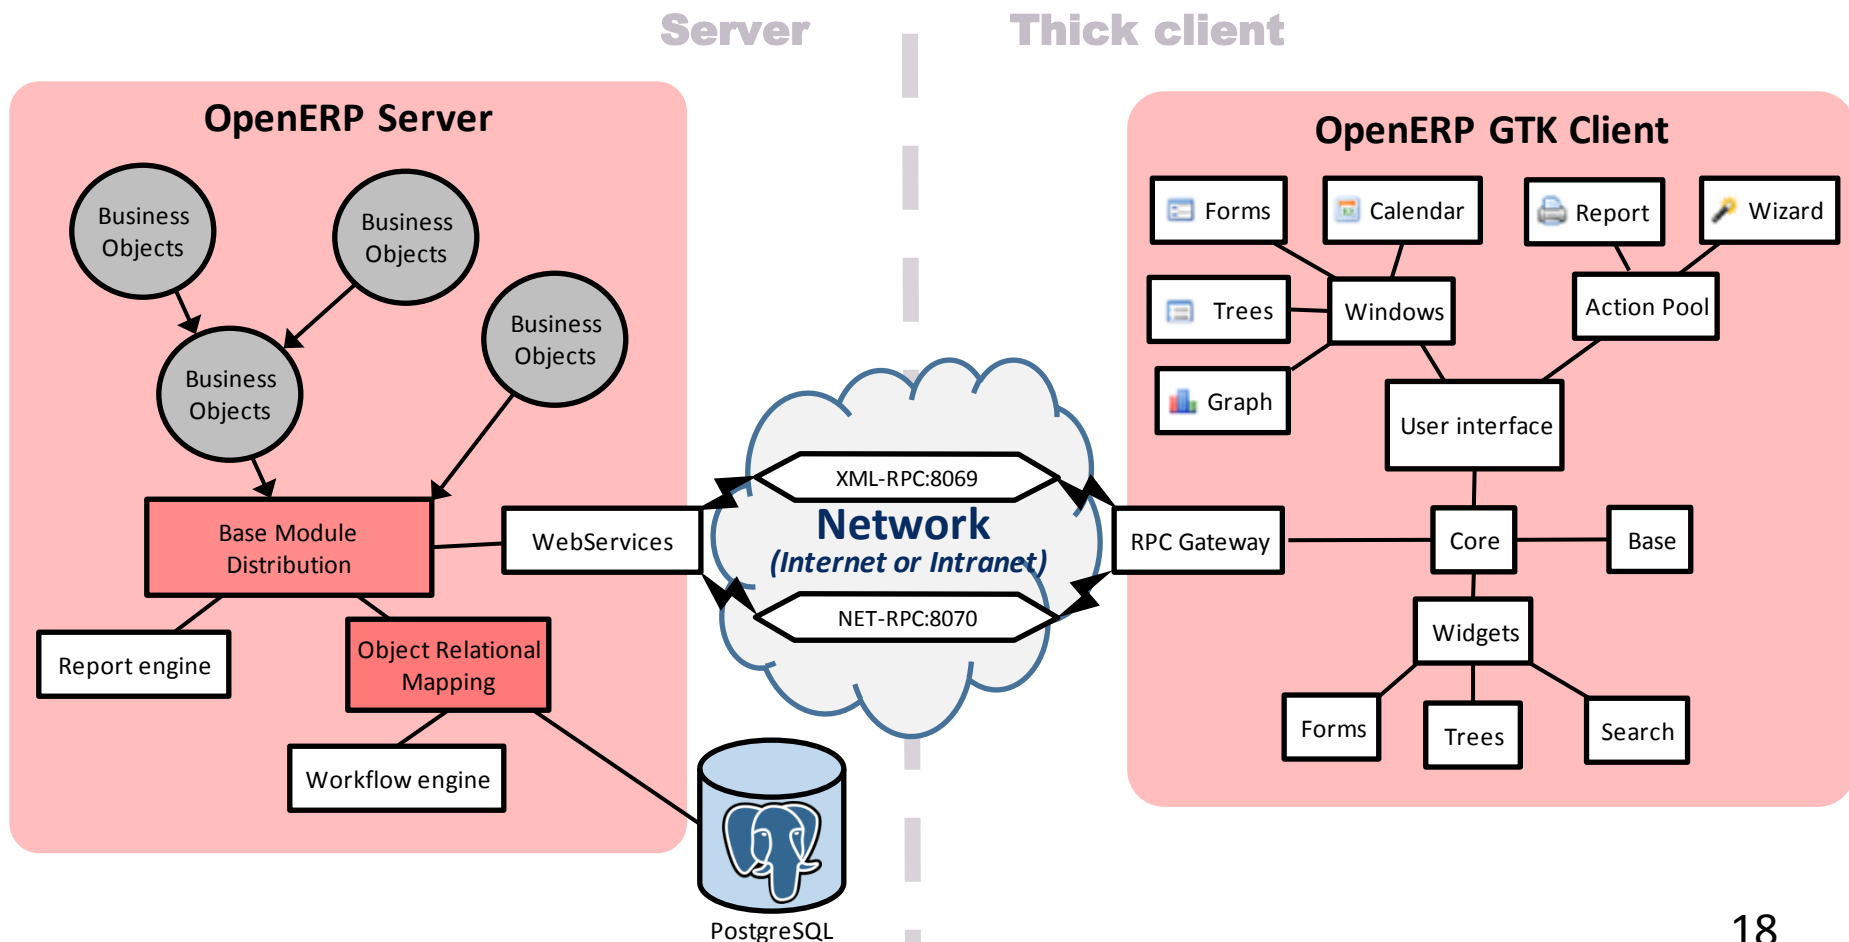 Server
Thick client
OpenERP Server
Business
Objects
Business
Objects
Business
Objects
Business
Objects
Base Module
Distribution
WebServices
Report engine
Object Relational
Mapping
Workflow engine
PostgreSQL
XML-RPC:8069
Network
(Internet or Intranet)
NET-RPC:8070
OpenERP GTK Client
Forms
Calendar
Report
Wizard
Trees
Windows
Action Pool
Graph
User interface
RPC Gateway
Core
Base
Widgets
Forms
Trees
Search
18